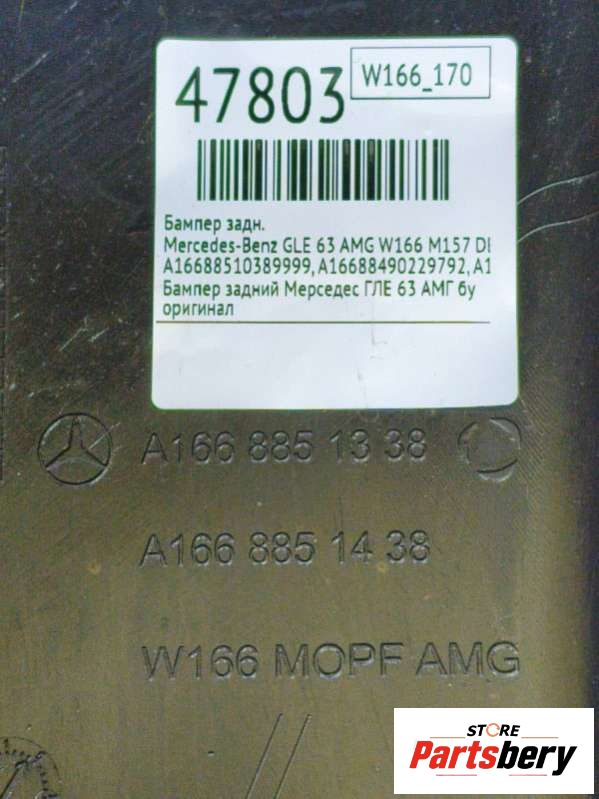 47803
W166_170
Бампер задн.
Mercedes-Benz GLE 63 AMG W166 M157 DI
A16688510389999, A16688490229792, A1
Бампер задний Мерседес ГЛЕ 63 АМГ бу
оригинал
A166 885 13 38
A166 885 14 38
W166 MOPF AMG
STORE
Partsbery